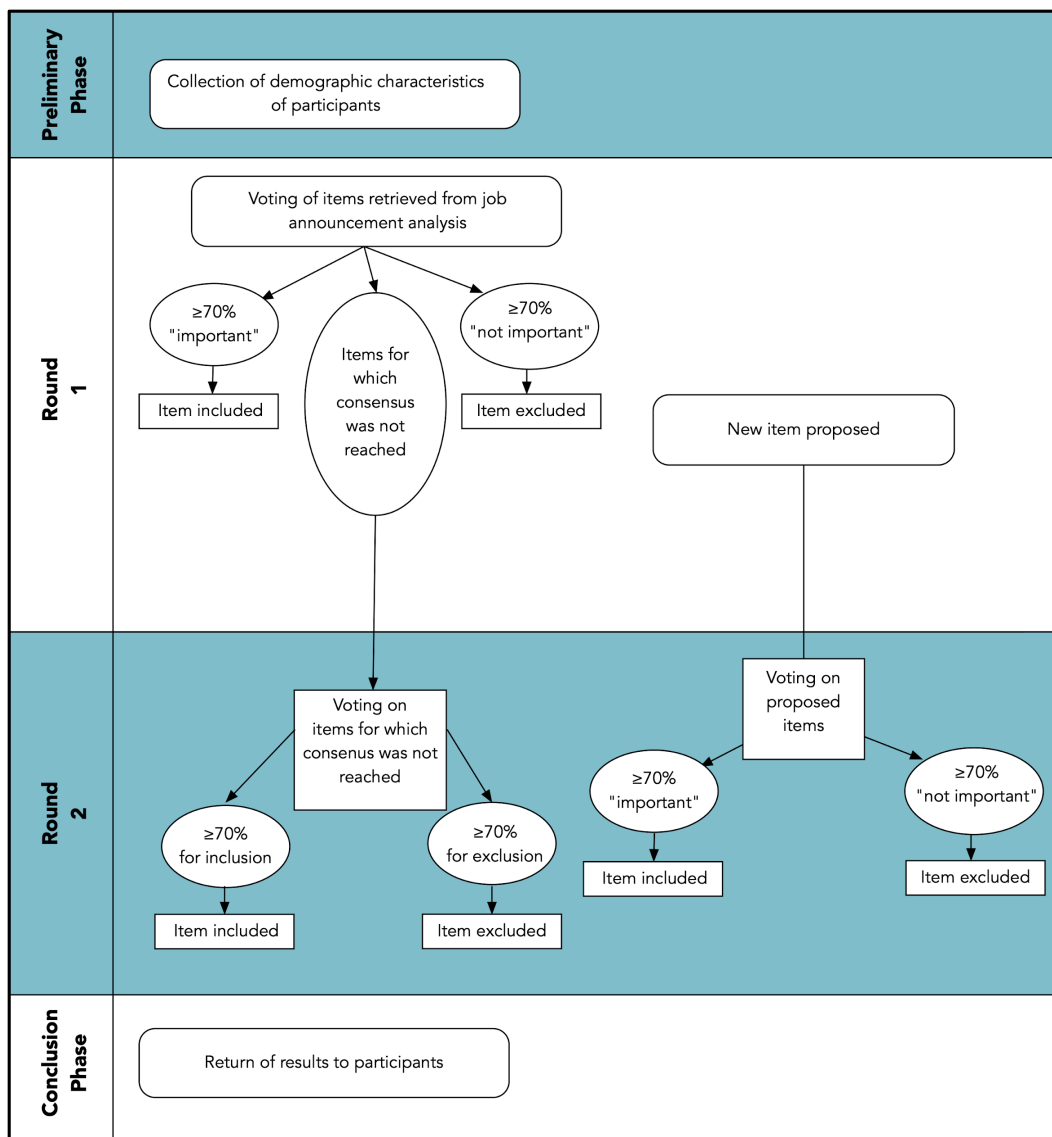 Preliminary
Phase
Collection of demographic characteristics
of participants
Round
1
Voting of items retrieved from job
announcement analysis
≥70%
"important"
Item included
Items for
which
consensus
was not
reached
≥70%
"not important"
Item excluded
New item proposed
Round
2
Voting on
items for which
consenus was not
reached
≥70%
for inclusion
Item included
≥70%
for exclusion
Item excluded
Voting on
proposed
items
≥70%
"important"
Item included
≥70%
"not important"
Item excluded
Conclusion
Phase
Return of results to participants